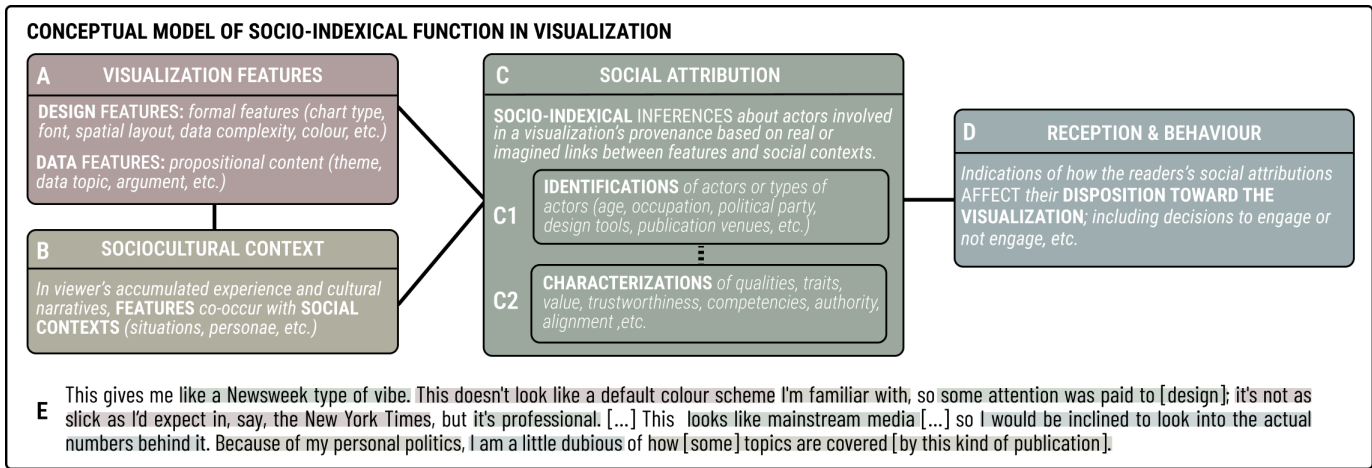 CONCEPTUAL MODEL OF SOCIO-INDEXICAL FUNCTION IN VISUALIZATION
A VISUALIZATION FEATURES
DESIGN FEATURES: formal features (chart type,
font, spatial layout, data complexity, colour, etc.)
DATA FEATURES: propositional content (theme,
data topic, argument, etc.)
B SOCIOCULTURAL CONTEXT
In viewer's accumulated experience and cultural
narratives, FEATURES co-occur with SOCIAL
CONTEXTS (situations, personae, etc.)
C SOCIAL ATTRIBUTION
SOCIO-INDEXICAL INFERENCES about actors involved
in a visualization's provenance based on real or
imagined links between features and social contexts.
C1
IDENTIFICATIONS of actors or types of
actors (age, occupation, political party,
design tools, publication venues, etc.)
C2
CHARACTERIZATIONS of qualities, traits,
value, trustworthiness, competencies, authority,
alignment ,etc.
D RECEPTION & BEHAVIOUR
Indications of how the readers's social attributions
AFFECT their DISPOSITION TOWARD THE
VISUALIZATION; including decisions to engage or
not engage, etc.
E
This gives me like a Newsweek type of vibe. This doesn't look like a default colour scheme I'm familiar with, so some attention was paid to [design]; it's not as
slick as I'd expect in, say, the New York Times, but it's professional. [...] This looks like mainstream media [...] so I would be inclined to look into the actual
numbers behind it. Because of my personal politics, I am a little dubious of how [some] topics are covered [by this kind of publication].